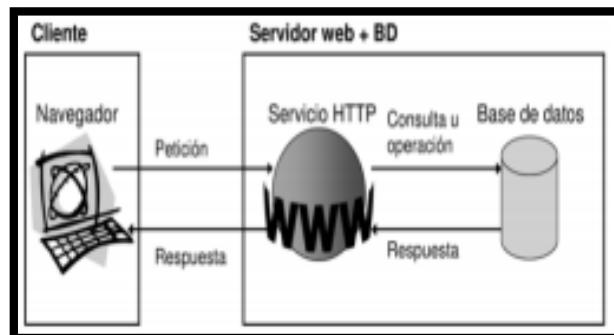 Cliente
Servidor web + BD
Navegador
Servicio HTTP
Consulta u
operación
Base de datos
Petición
WWW
Respuesta
Respuesta